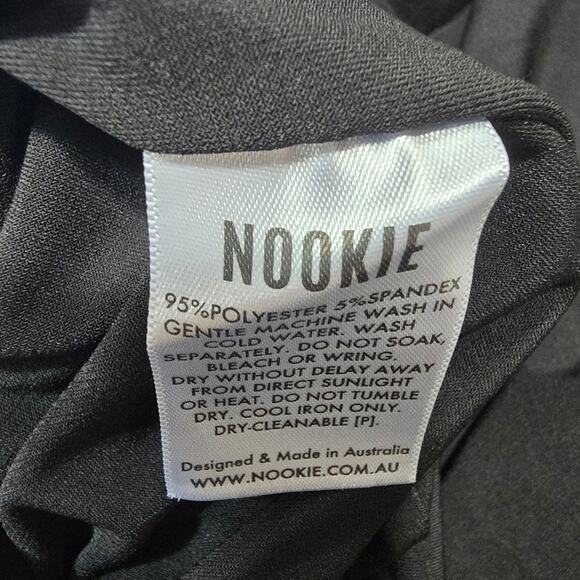 NOOKIE
95%POLYESTER 5%SPANDEX
GENTLE MACHINE WASH IN
COLD WATER. WASH
SEPARATELY. DO NOT SOAK,
BLEACH OR WRING.
DRY WITHOUT DELAY AWAY
FROM DIRECT SUNLIGHT
OR HEAT. DO NOT TUMBLE
DRY. COOL IRON ONLY.
DRY-CLEANABLE [P].
Designed & Made in Australia
WWW.NOOKIE.COM.AU